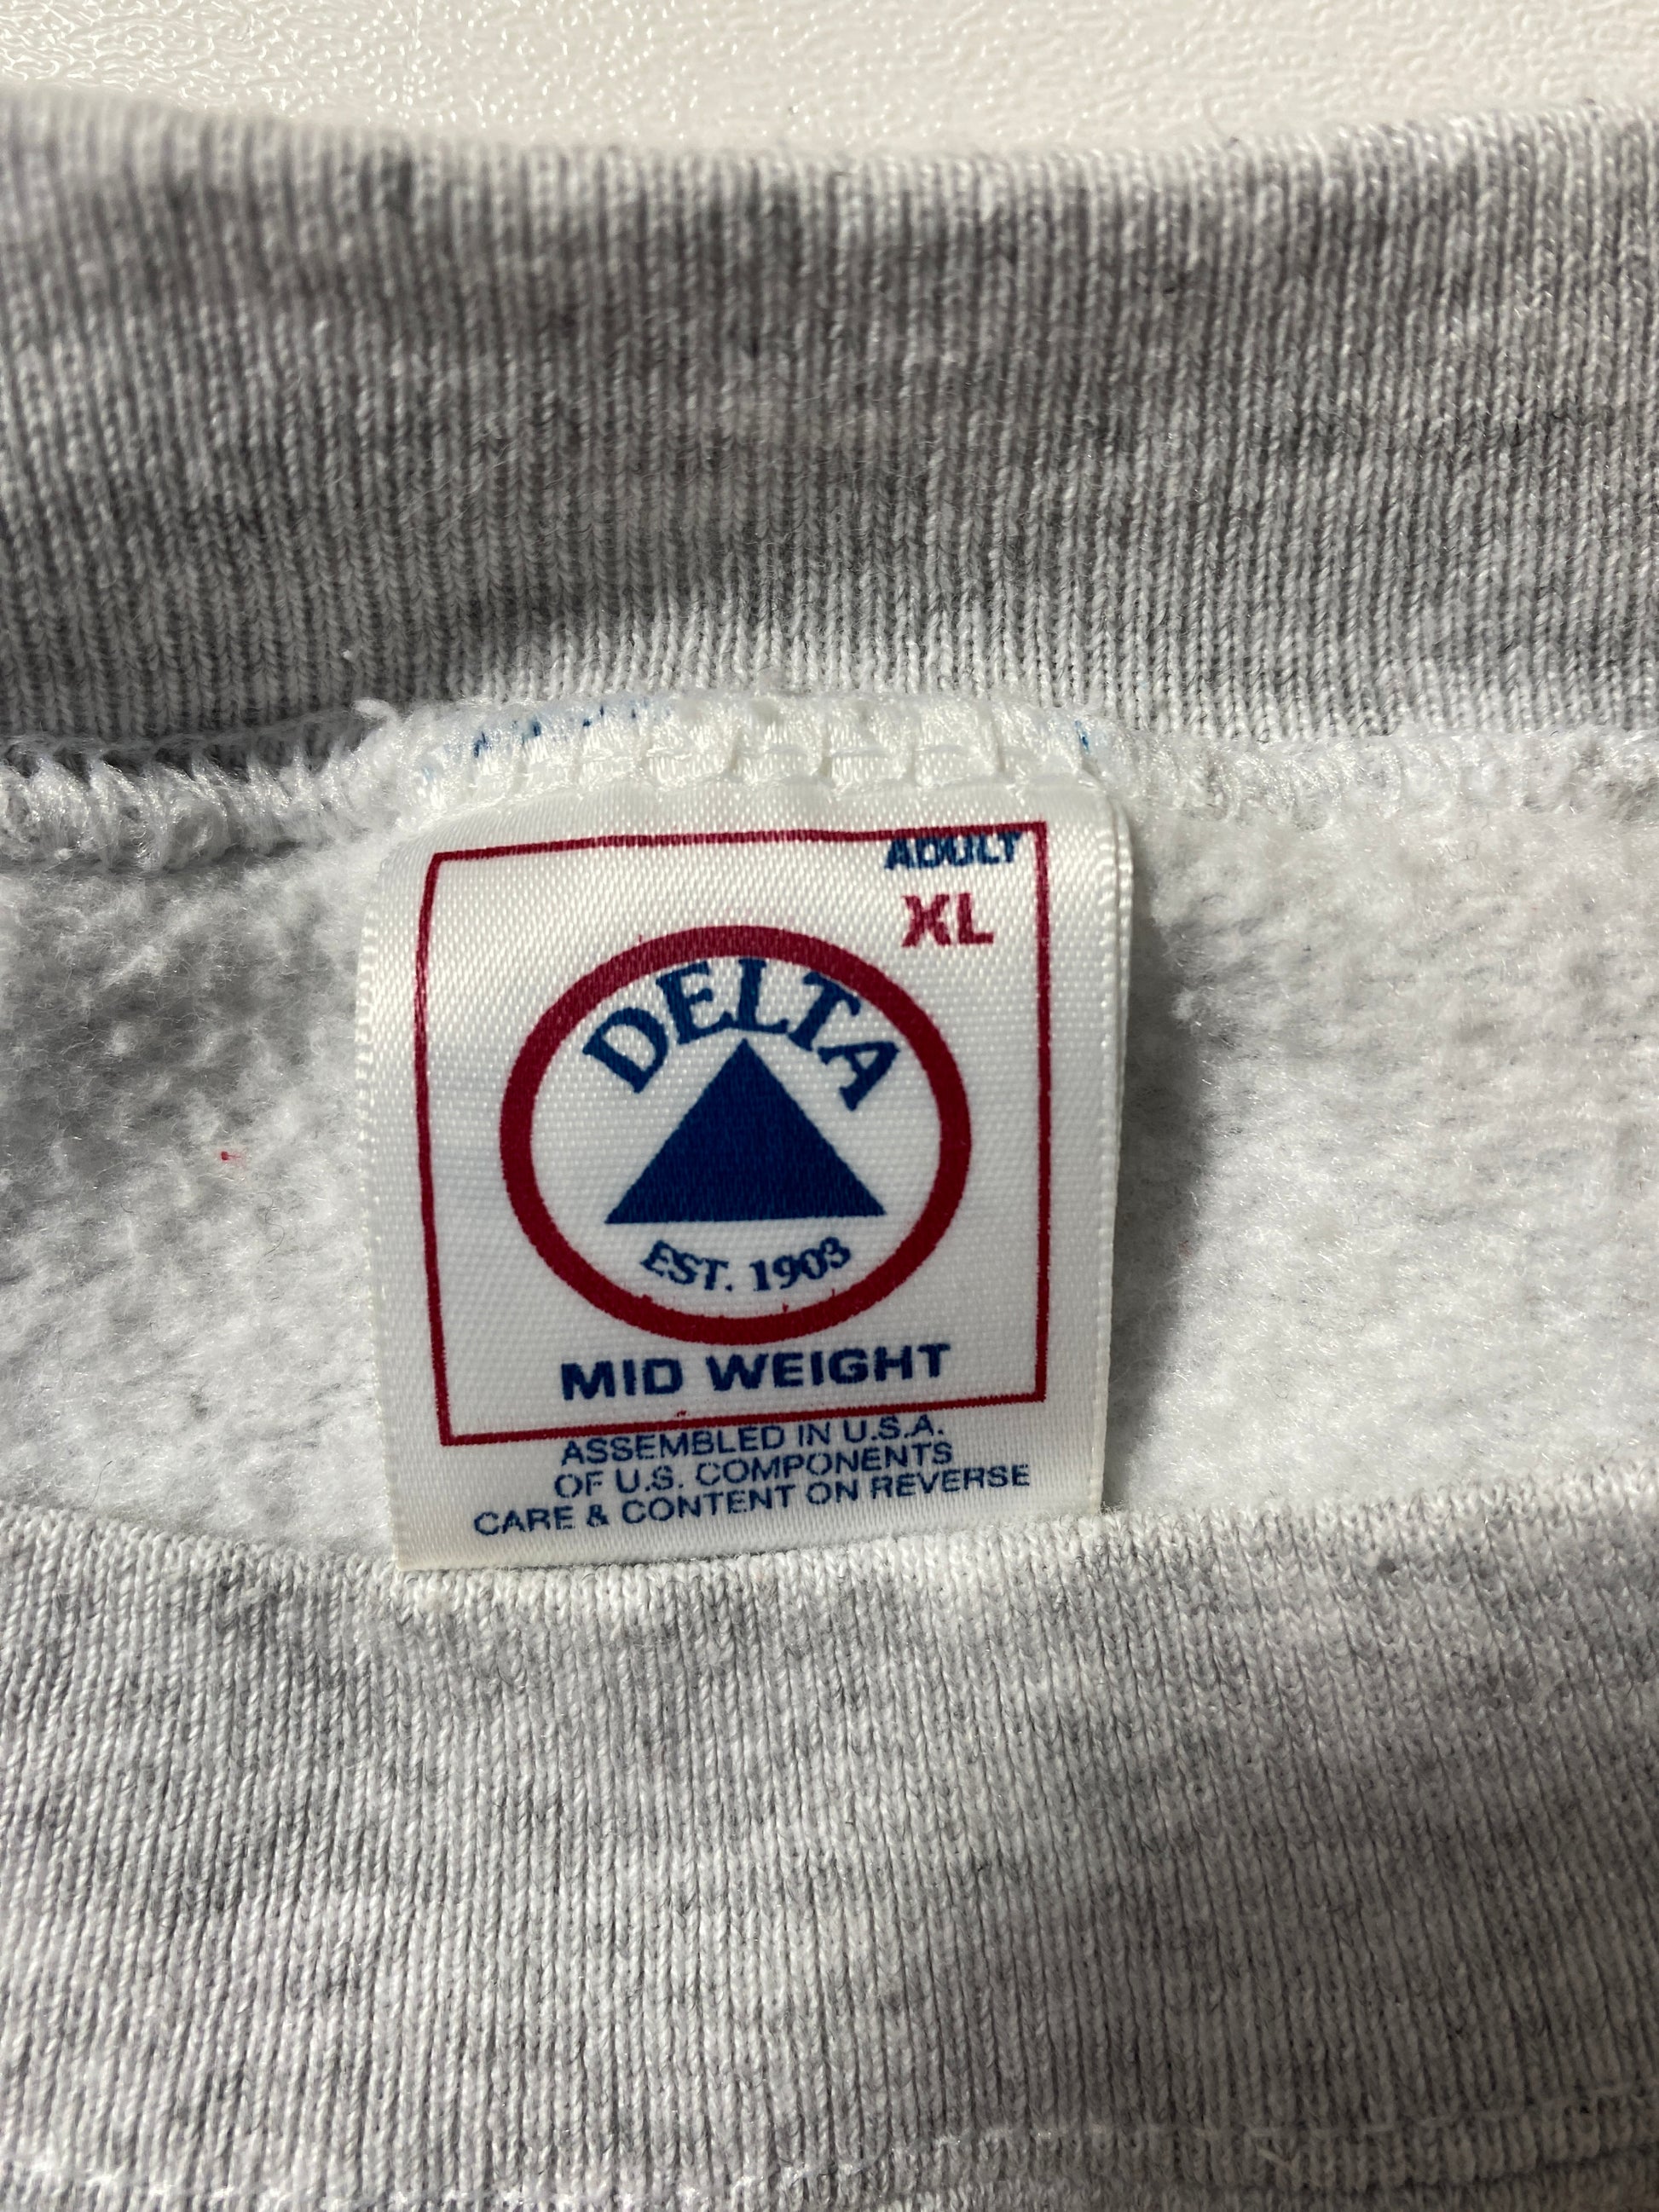 ADULT
XL
DELTA
EST. 1903
MID WEIGHT
ASSEMBLED IN U.S.A.
OF U.S. COMPONENTS
CARE & CONTENT ON REVERSE